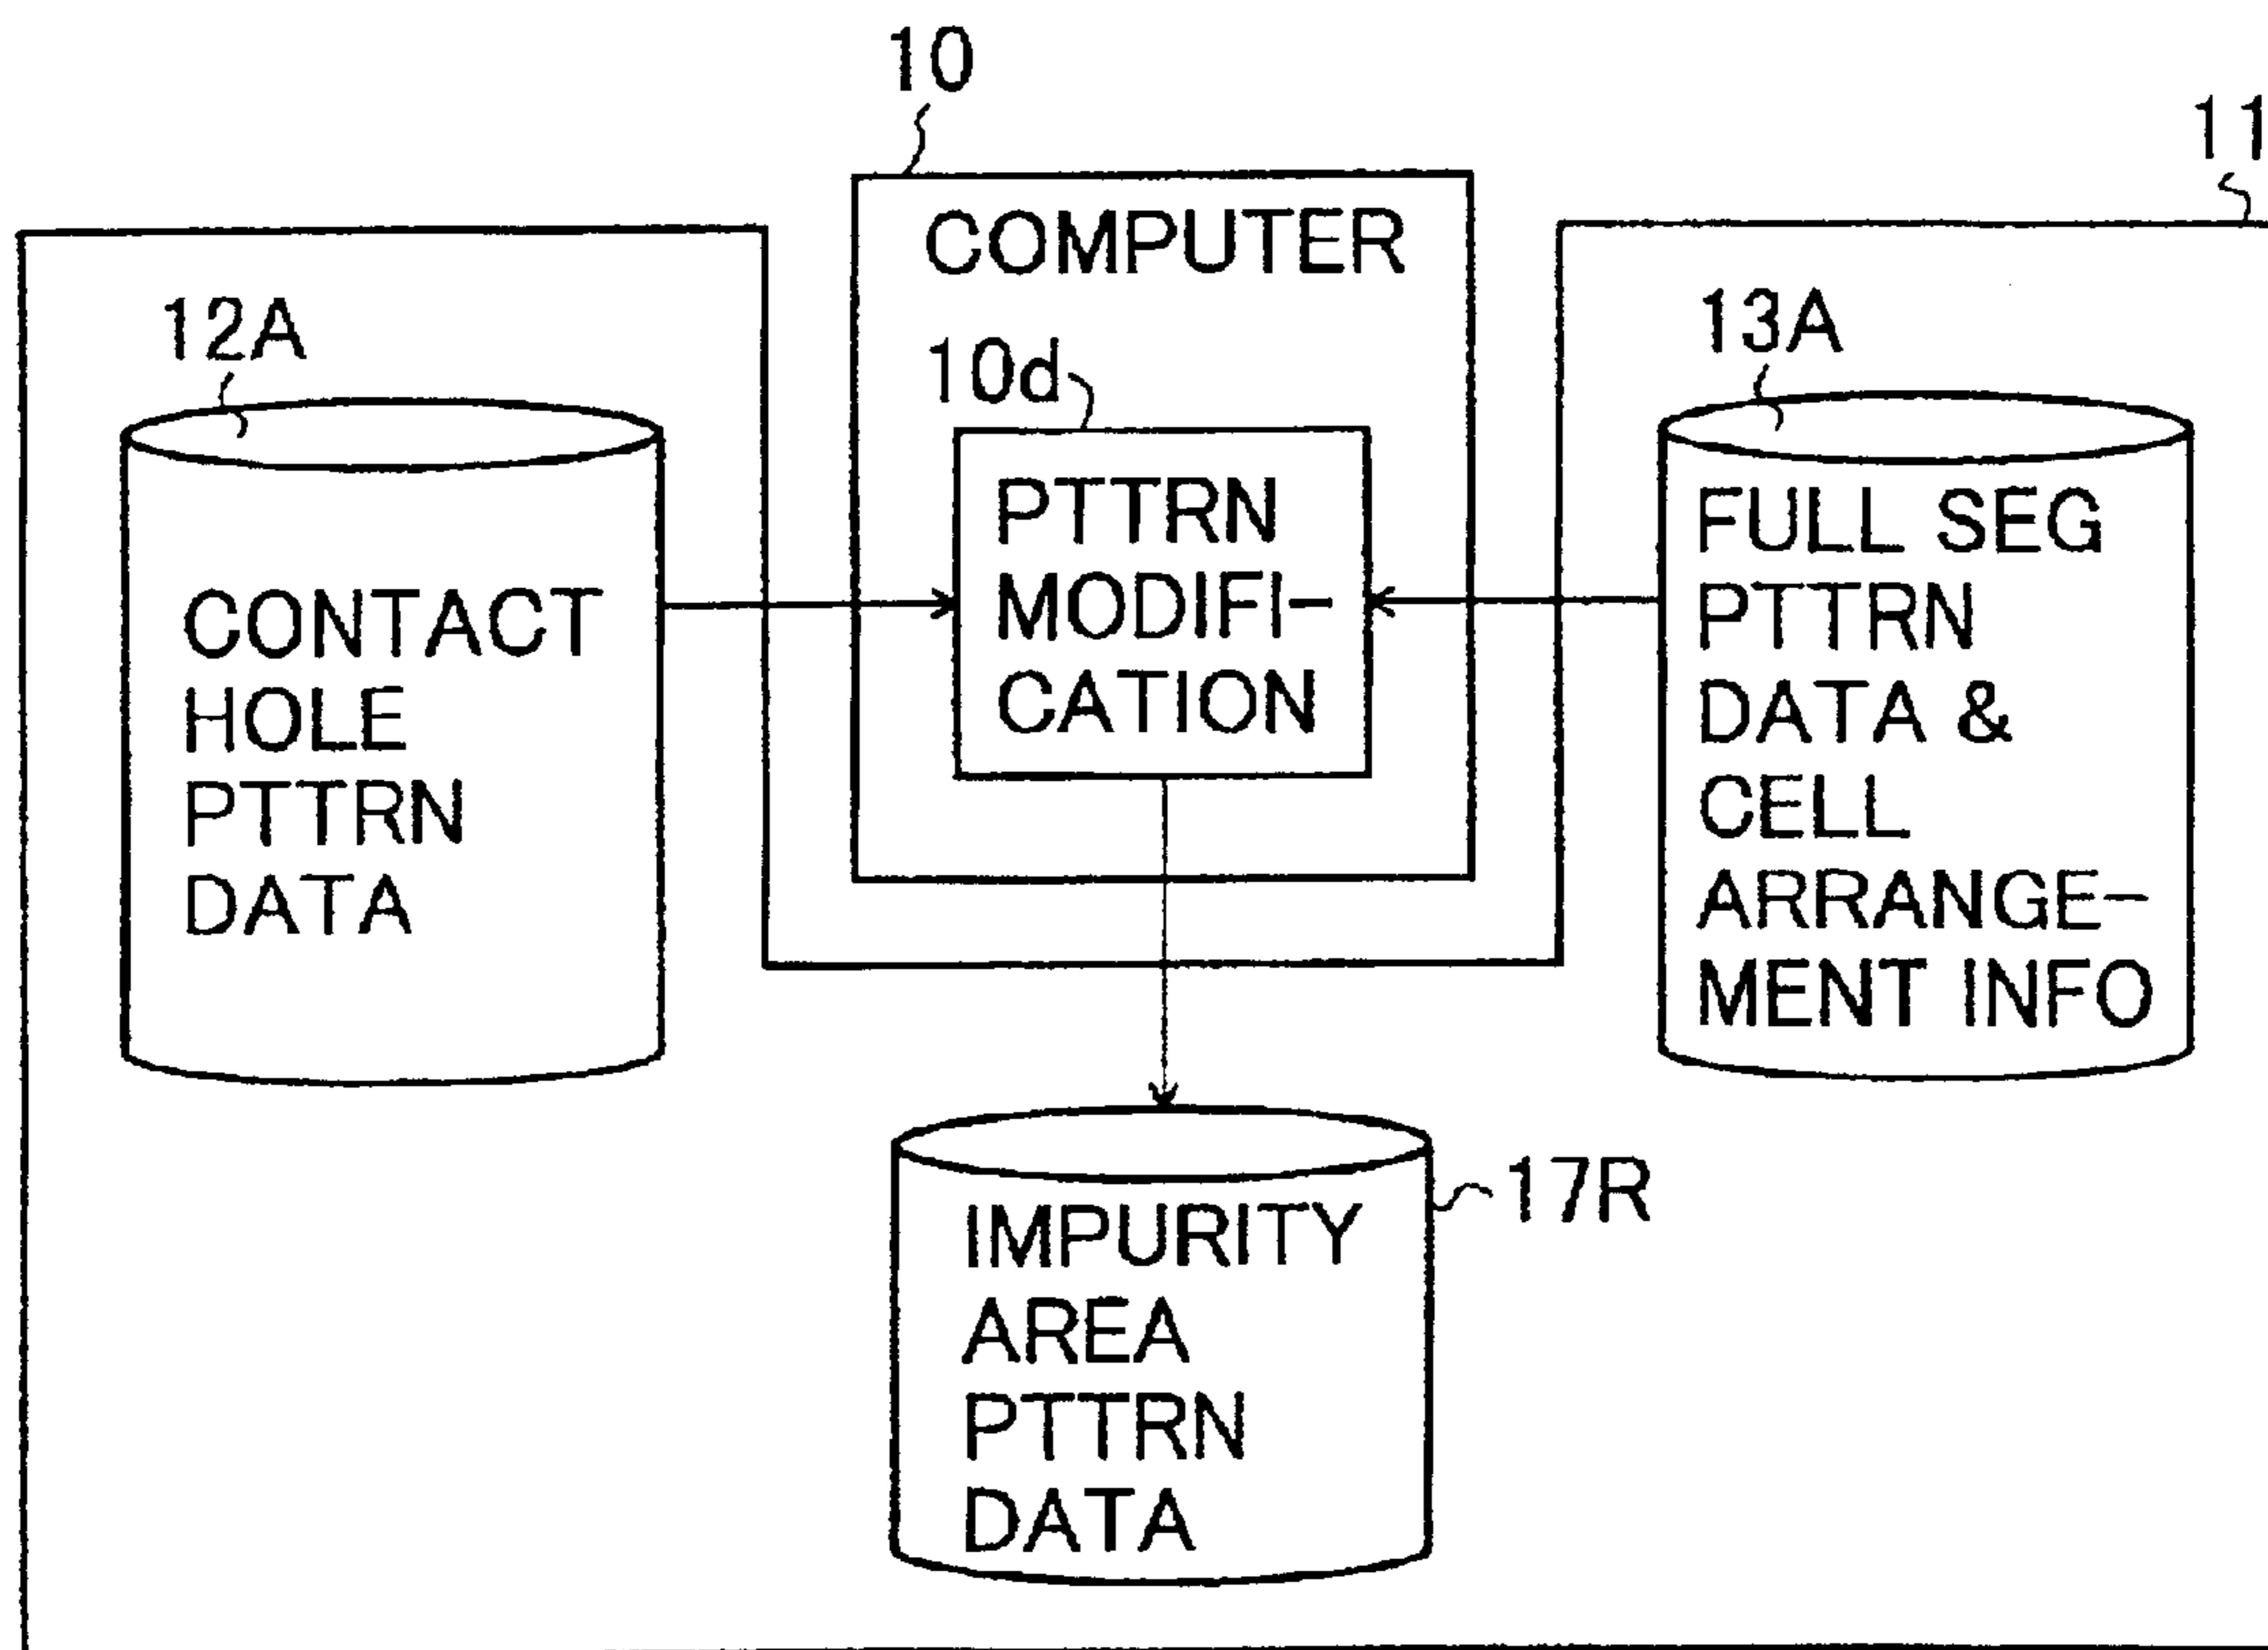 10
11
COMPUTER
12A
10d
13A
CONTACT
HOLE
PTTRN
DATA
PTTRN
MODIFI-
CATION
FULL SEG
PTTRN
DATA &
CELL
ARRANGE-
MENT INFO
17R
IMPURITY
AREA
PTTRN
DATA